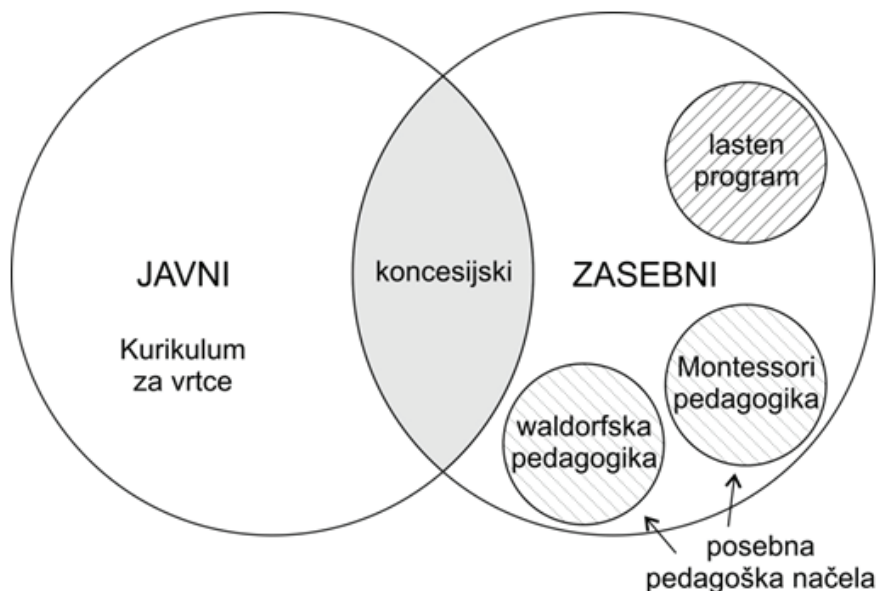 JAVNI
Kurikulum
za vrtce
koncesijski
ZASEBNI
lasten
program
Montessori
pedagogika
waldorfska
pedagogika
posebna
pedagoška načela